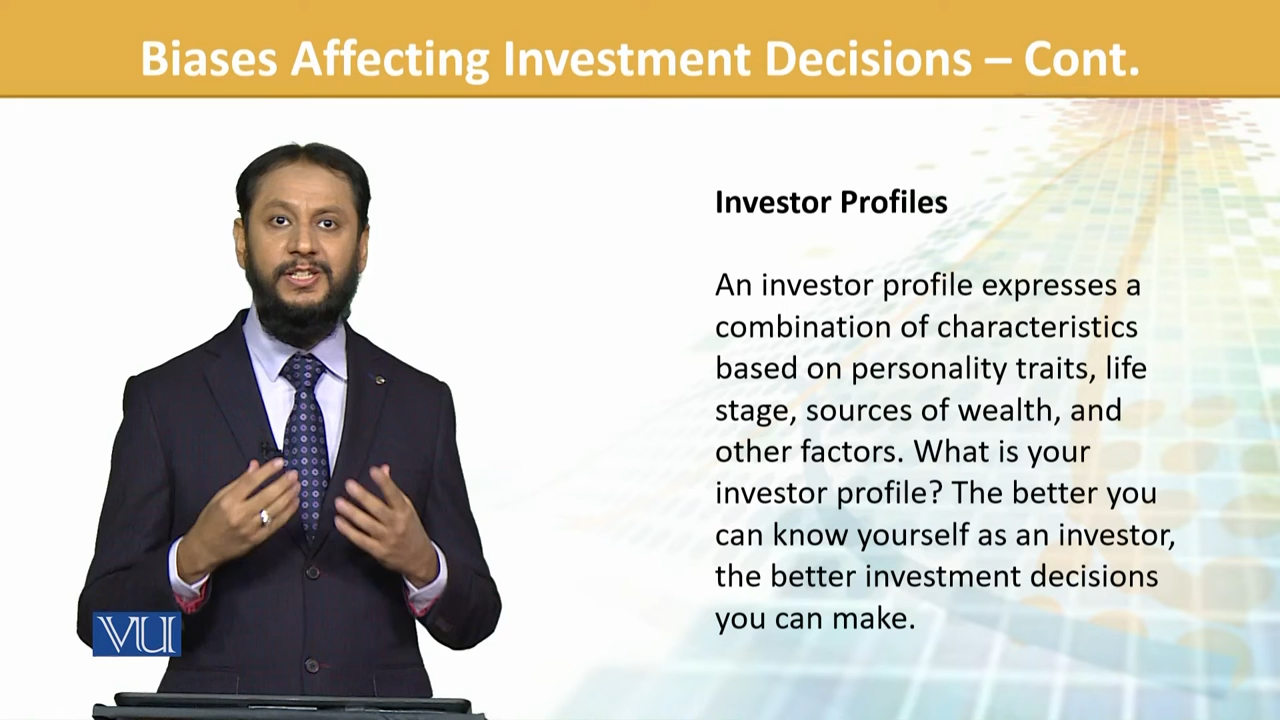 Biases Affecting Investment Decisions – Cont.
Investor Profiles
An investor profile expresses a
combination of characteristics
based on personality traits, life
stage, sources of wealth, and
other factors. What is your
investor profile? The better you
can know yourself as an investor,
the better investment decisions
you can make.
VU